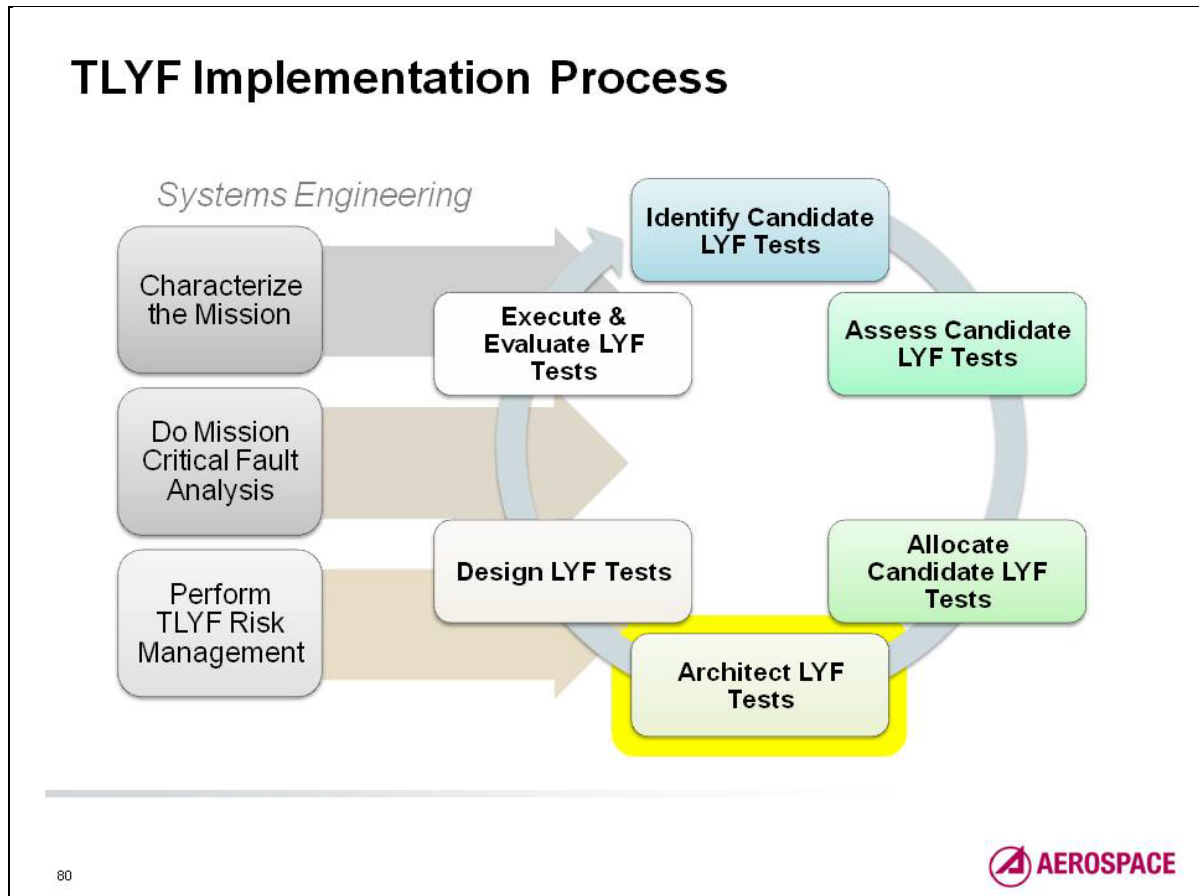 TLYF Implementation Process
Systems Engineering
Characterize
the Mission
Do Mission
Critical Fault
Analysis
Perform
TLYF Risk
Management
Identify Candidate
LYF Tests
Assess Candidate
LYF Tests
Allocate
Candidate LYF
Tests
Architect LYF
Tests
Design LYF Tests
Execute &
Evaluate LYF
Tests
80
AEROSPACE